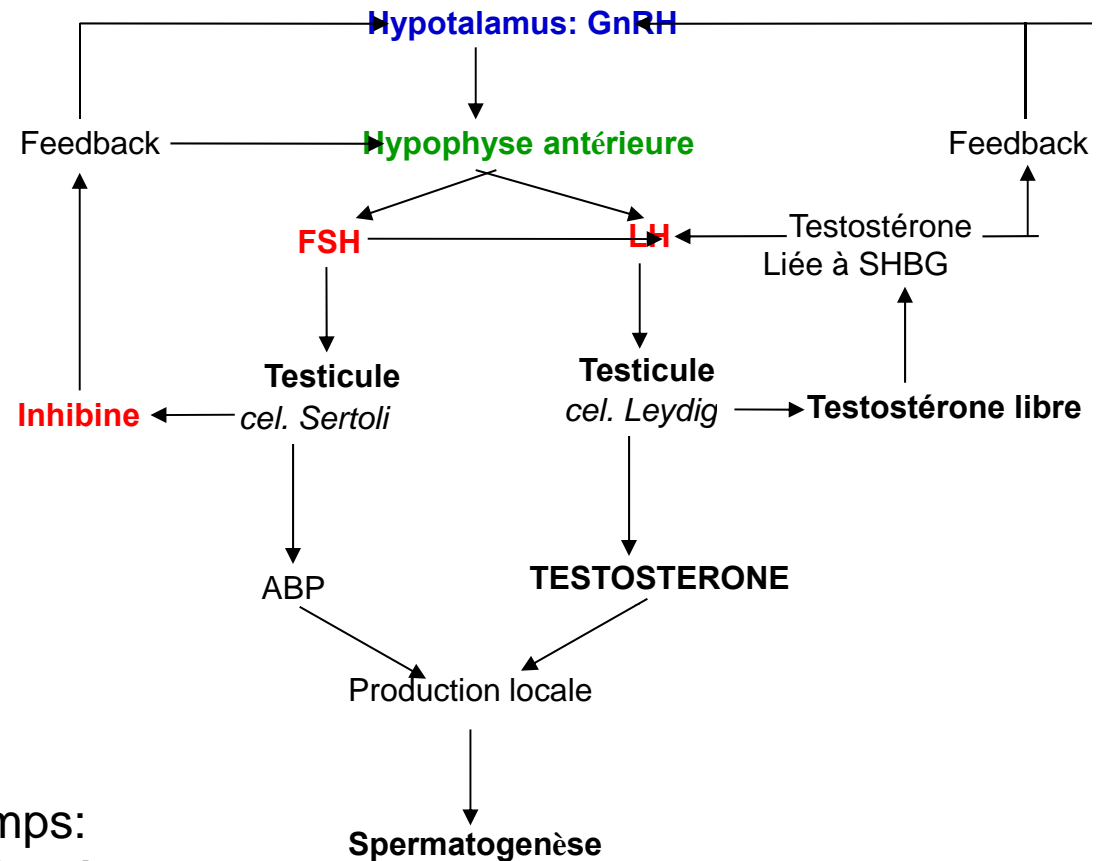 Hypotalamus: GnRH
Feedback
Hypophyse antérieure
Feedback
FSH
LH
Testostérone
Liée à SHBG
Testicule
cel. Sertoli
Testicule
cel. Leydig
Inhibine
Testostérone libre
ABP
TESTOSTERONE
Production locale
mps:
Spermatogenèse